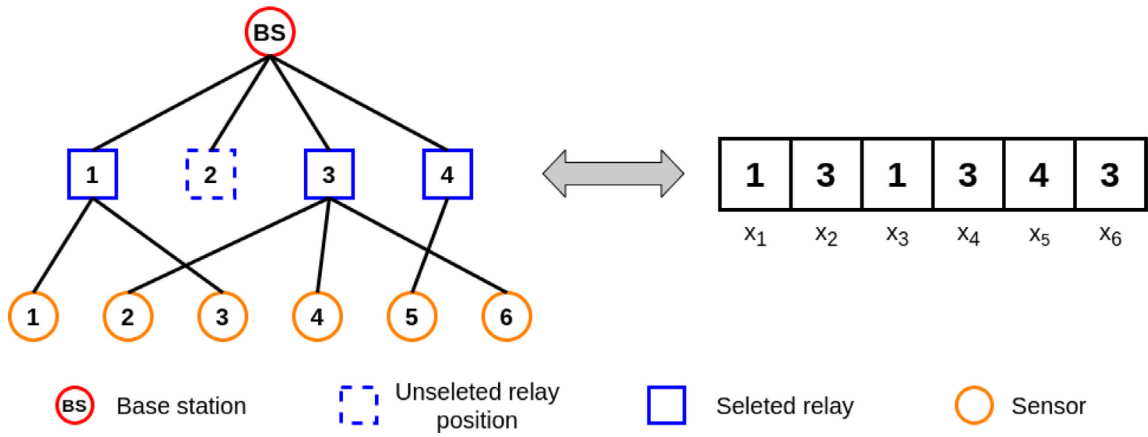 BS
1 2 3 4
1 3 1 3 4 3
x1 x2 x3 x4 x5 x6
1 2 3 4 5 6
BS Base station
Unseleted relay
position
Seleted relay
Sensor